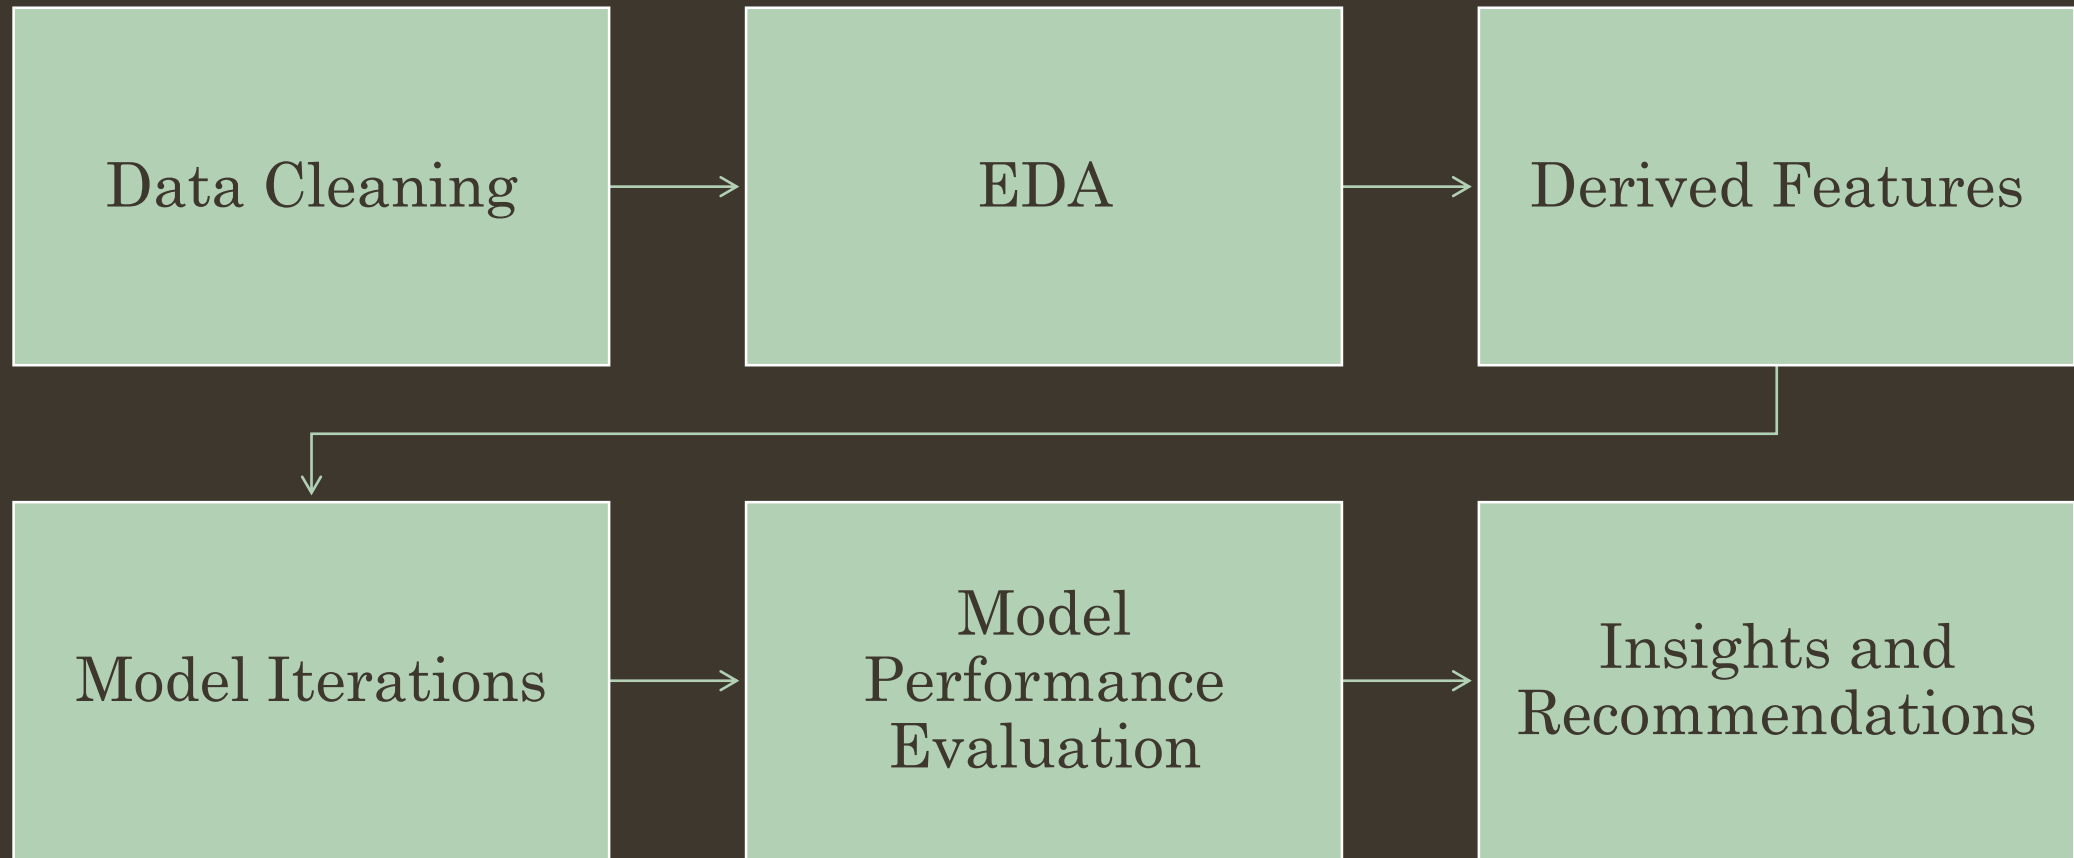 Data Cleaning
EDA
Derived Features
Model Iterations
Model
Performance
Evaluation
Insights and
Recommendations